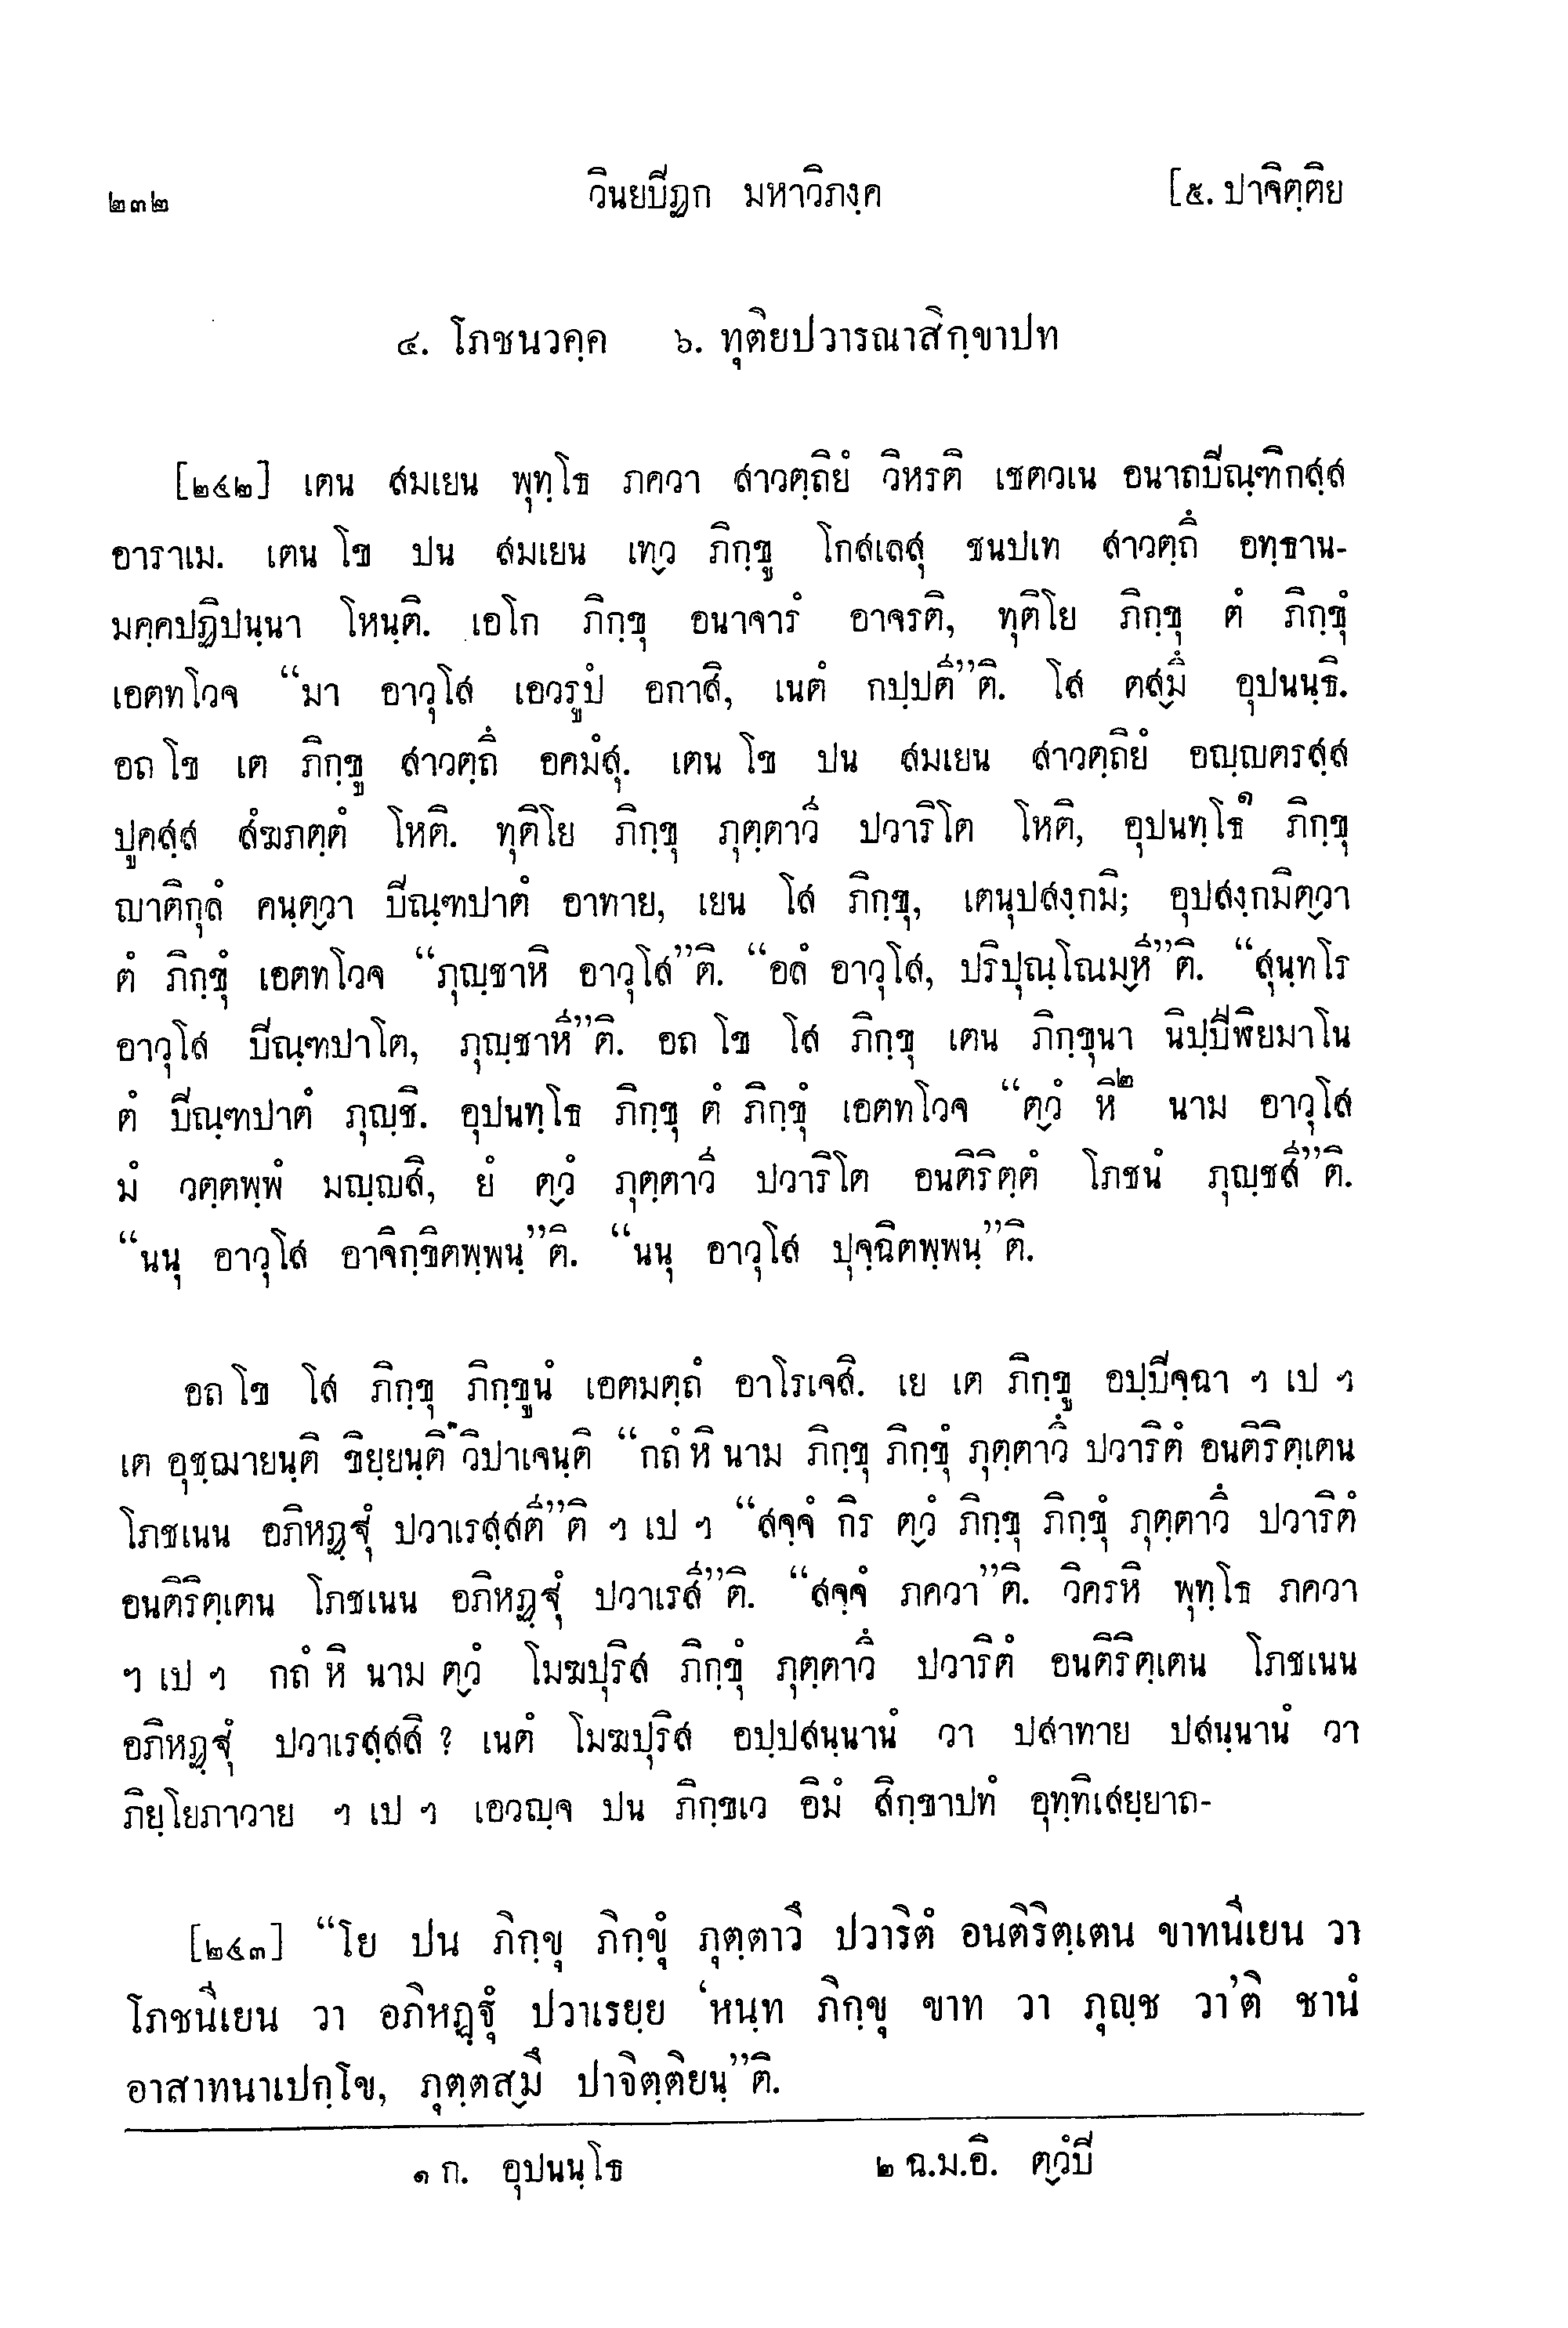 ๒๓๒ วินยปิฏก มหาวิภงฺค [๕. ปาจิตฺติย
๔. โภชนวคฺค ๖. ทุติยปวารณาสิกฺขาปท
[๒๔๒] เตน สมเยน พุทฺโธ ภควา สาวตฺถิยํ วิหรติ เชตวเน อนาถปิณฺฑิกสฺส
อาราเม. เตน โข ปน สมเยน เทฺว ภิกฺขู โกสเลสุ ชนปเท สาวตฺถึ อทฺธาน-
มคฺคปฏิปนฺนา โหนฺติ. เอโก ภิกฺขุ อนาจารํ อาจรติ, ทุติโย ภิกฺขุ ตํ ภิกฺขุํ
เอตทโวจ “มา อาวุโส เอวรูปํ อกาสิ, เนตํ กปฺปตี”ติ. โส ตสฺมึ อุปนนฺธิ.
อถ โข เต ภิกฺขู สาวตฺถึ อคมํสุ. เตน โข ปน สมเยน สาวตฺถิยํ อญฺญตรสฺส
ปูคสฺส สํฆภตฺตํ โหติ. ทุติโย ภิกฺขุ ภุตฺตาวี ปวาริโต โหติ, อุปนทฺโธ๑ ภิกฺขุ
ญาติกุลํ คนฺตฺวา ปิณฺฑปาตํ อาทาย, เยน โส ภิกฺขุ, เตนุปสงฺกมิ; อุปสงฺกมิตฺวา
ตํ ภิกฺขุํ เอตทโวจ “ภุญฺชาหิ อาวุโส”ติ. “อลํ อาวุโส, ปริปุณฺโณมฺหี”ติ. “สุนฺทโร
อาวุโส ปิณฺฑปาโต, ภุญฺชาหี”ติ. อถ โข โส ภิกฺขุ เตน ภิกฺขุนา นิปฺปีฬิยมาโน
ตํ ปิณฺฑปาตํ ภุญฺชิ. อุปนทฺโธ ภิกฺขุ ตํ ภิกฺขุํ เอตทโวจ “ตฺวํ หิ๒ นาม อาวุโส
มํ วตฺตพฺพํ มญฺญสิ, ยํ ตฺวํ ภุตฺตาวี ปวาริโต อนติริตฺตํ โภชนํ ภุญฺชสี”ติ.
“นนุ อาวุโส อาจิกฺขิตพฺพนฺ”ติ. “นนุ อาวุโส ปุจฺฉิตพฺพนฺ”ติ.
อถ โข โส ภิกฺขุ ภิกฺขูนํ เอตมตฺถํ อาโรเจสิ. เย เต ภิกฺขู อปฺปิจฺฉา ฯ เป ฯ
เต อุชฺฌายนฺติ ขิยฺยนฺติ วิปาเจนฺติ “กถํ หิ นาม ภิกฺขุ ภิกฺขุํ ภุตฺตาวึ ปวาริตํ อนติริตฺเตน
โภชเนน อภิหฏฺฐุํ ปวาเรสฺสตี”ติ ฯ เป ฯ “สจฺจํ กิร ตฺวํ ภิกฺขุ ภิกฺขุํ ภุตฺตาวึ ปวาริตํ
อนติริตฺเตน โภชเนน อภิหฏฺฐุํ ปวาเรสี”ติ. “สจฺจํ ภควา”ติ. วิครหิ พุทฺโธ ภควา
ฯ เป ฯ กถํ หิ นาม ตฺวํ โมฆปุริส ภิกฺขุํ ภุตฺตาวึ ปวาริตํ อนติริตฺเตน โภชเนน
อภิหฏฺฐุํ ปวาเรสฺสสิ ? เนตํ โมฆปุริส อปฺปสนฺนานํ วา ปสาทาย ปสนฺนานํ วา
ภิยฺโยภาวาย ฯ เป ฯ เอวญฺจ ปน ภิกฺขเว อิมํ สิกฺขาปทํ อุทฺทิเสยฺยาถ-
[๒๔๓] “โย ปน ภิกฺขุ ภิกฺขุํ ภุตฺตาวึ ปวาริตํ อนติริตฺเตน ขาทนีเยน วา
โภชนีเยน วา อภิหฏฺฐุํ ปวาเรยฺย ‘หนฺท ภิกฺขุ ขาท วา ภุญฺช วา’ติ ชานํ
อาสาทนาเปกฺโข, ภุตฺตสฺมึ ปาจิตฺติยนฺ”ติ.
๑ ก. อุปนนฺโธ ๒ ฉ.ม.อิ. ตฺวํปิ